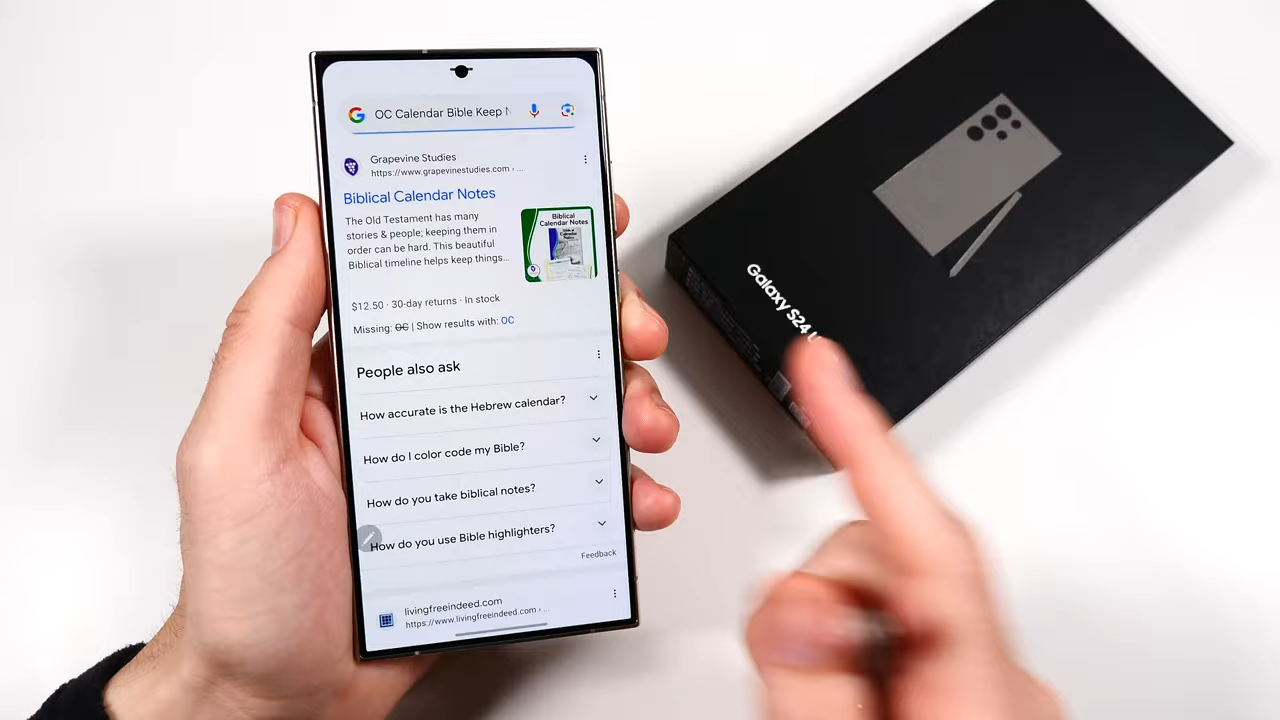 OC Calendar Bible Keep
Grapevine Studies
https://www.grapevinestudies.com › ...
Biblical Calendar Notes
The Old Testament has many
stories & people; keeping them in
order can be hard. This beautiful
Biblical timeline helps keep things...
Biblical
Calendar Notes
$12.50 · 30-day returns · In stock
Missing: OC | Show results with: OC
People also ask
How accurate is the Hebrew calendar?
How do I color code my Bible?
How do you take biblical notes?
How do you use Bible highlighters?
Feedback
livingfreeindeed.com
https://www.livingfreeindeed.com › ...
Galaxy S24